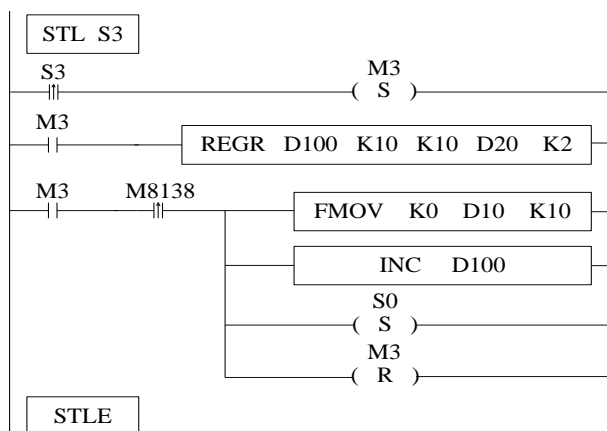 STL S3
S3
M3
( S )
M3
REGR D100 K10 K10 D20 K2
M3
M8138
FMOV K0 D10 K10
INC D100
S0
( S )
M3
( R )
STLE